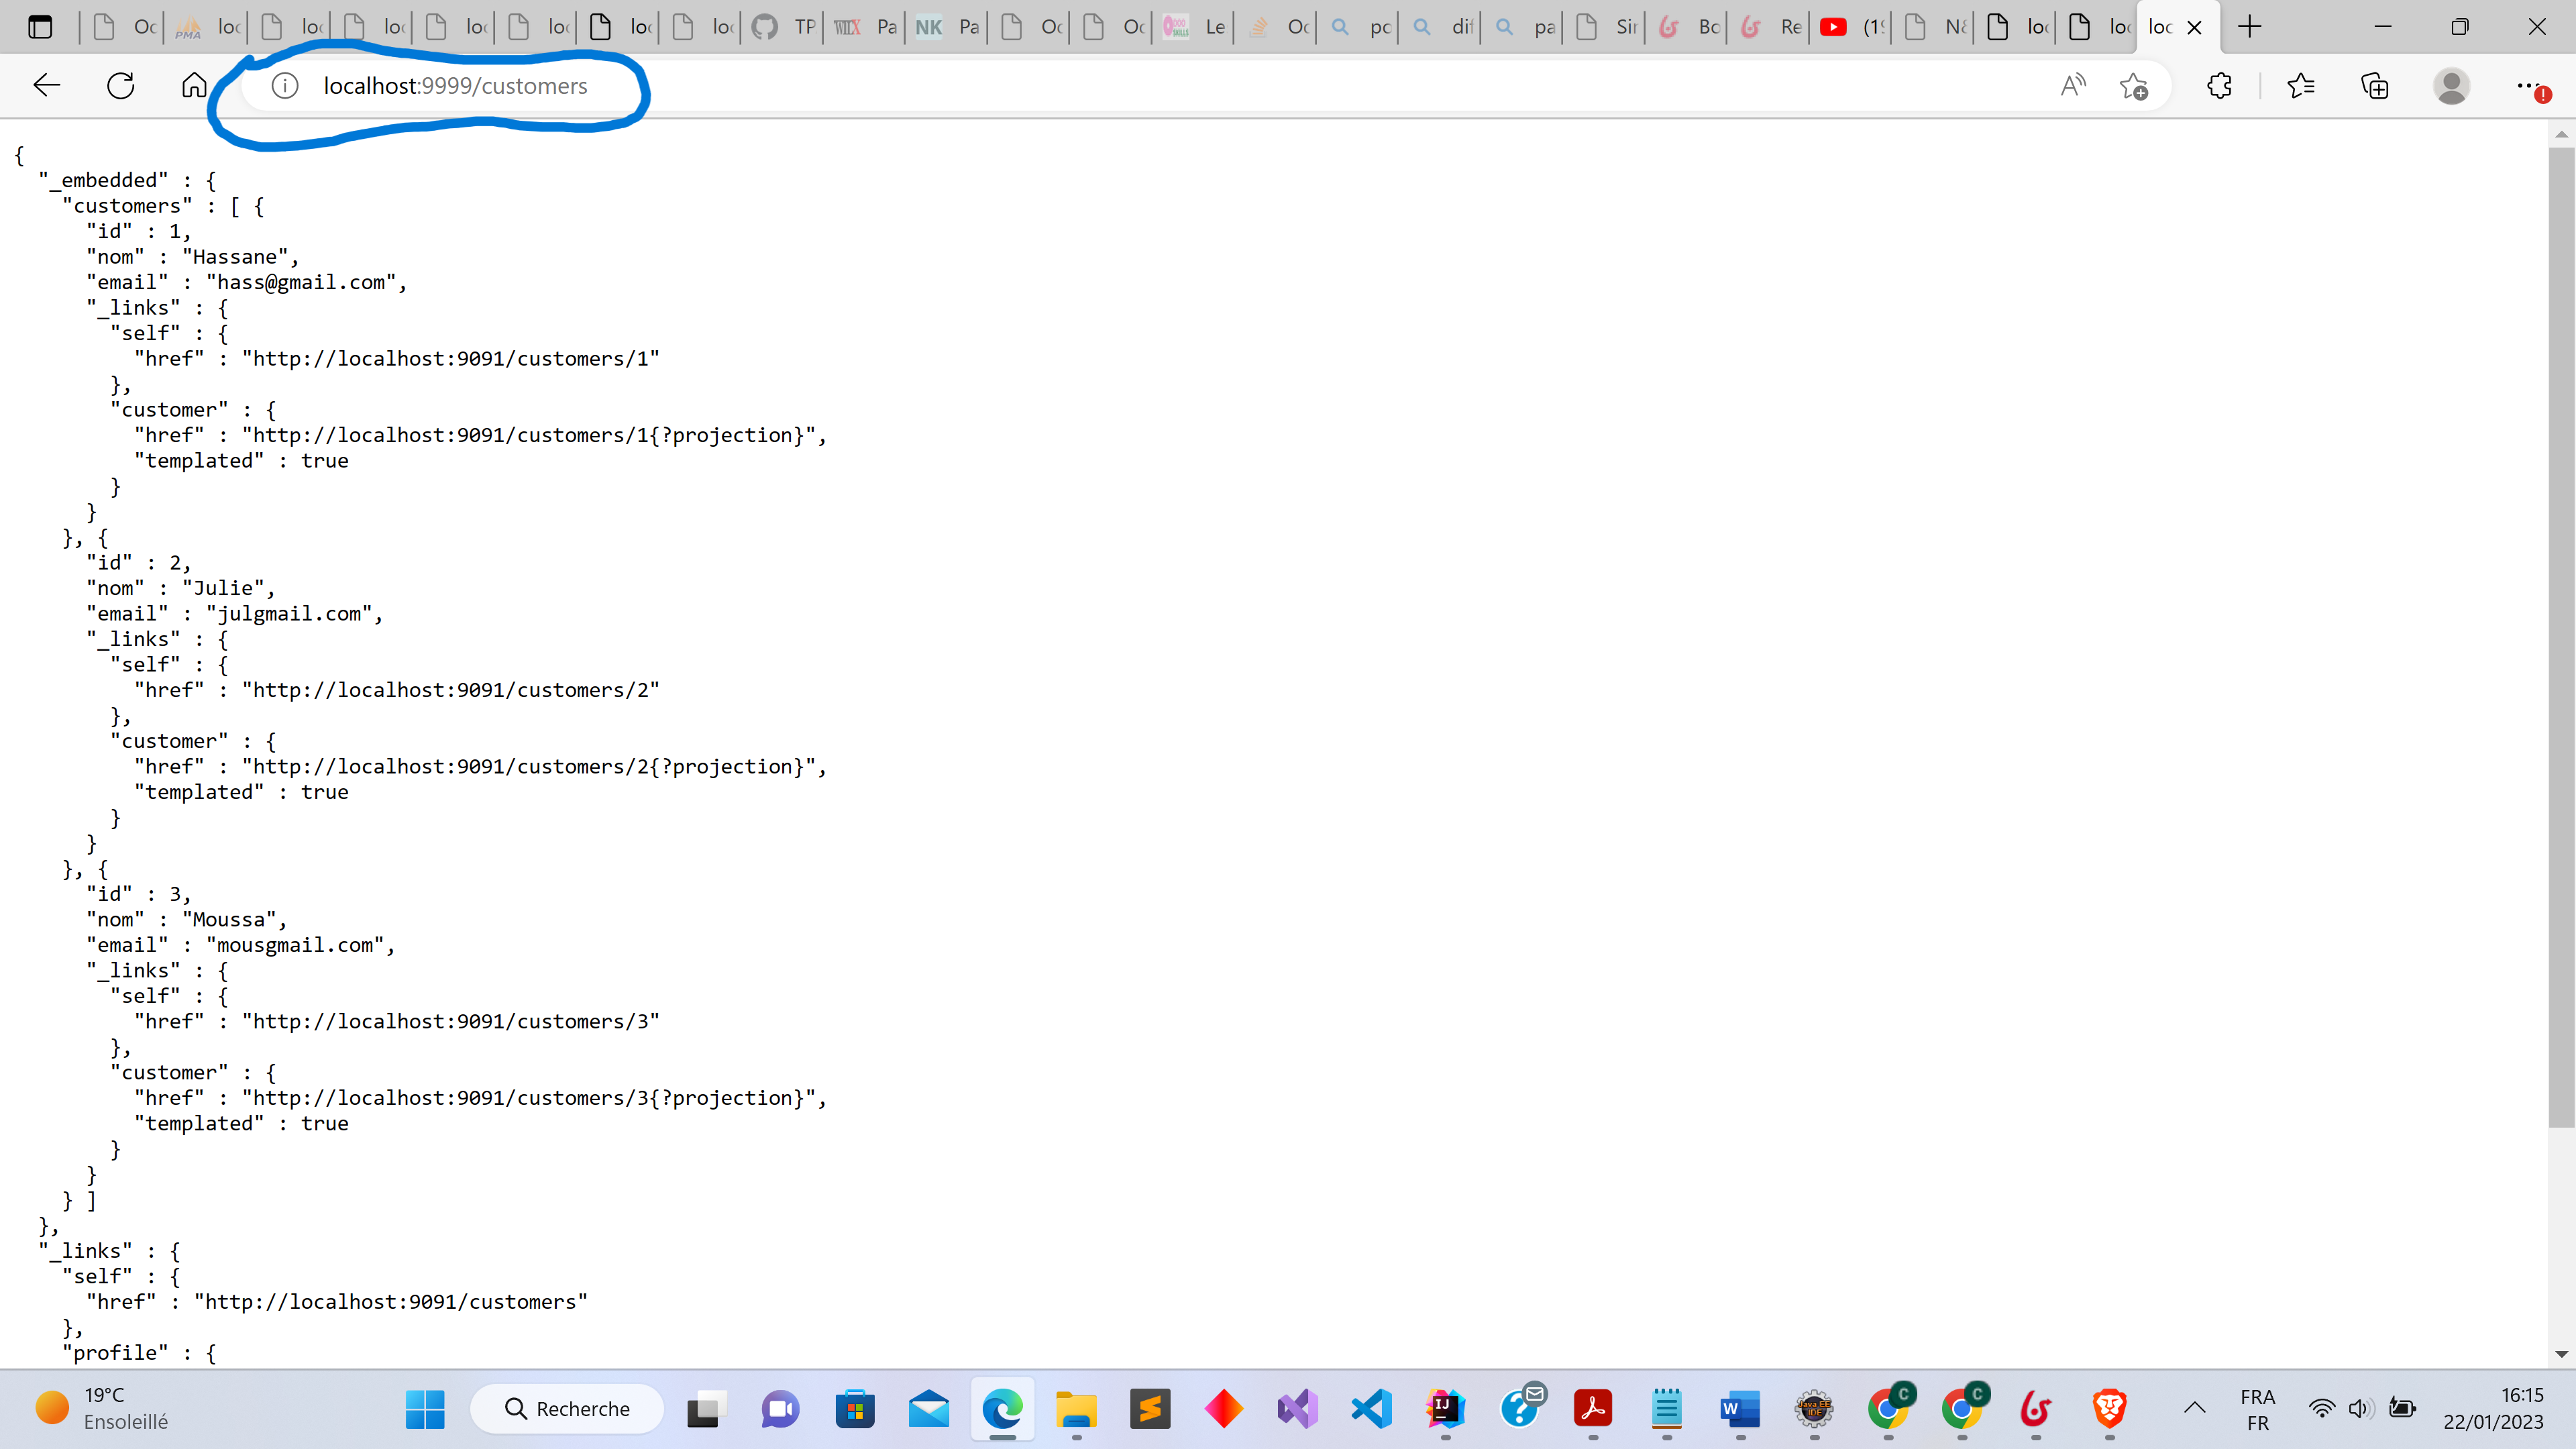 Oc loc loc loc loc loc loc loc TP Pa NK Pa Oc Oc Le Oc po dif pa Sir Bo Re (19 N& loc loc loc
localhost:9999/customers
{
"_embedded" : {
"customers" : [ {
"id" : 1,
"nom" : "Hassane",
"email" : "hass@gmail.com",
"_links" : {
"self" : {
"href" : "http://localhost:9091/customers/1"
},
"customer" : {
"href" : "http://localhost:9091/customers/1{?projection}",
"templated" : true
}
}
}, {
"id" : 2,
"nom" : "Julie",
"email" : "julgmail.com",
"_links" : {
"self" : {
"href" : "http://localhost:9091/customers/2"
},
"customer" : {
"href" : "http://localhost:9091/customers/2{?projection}",
"templated" : true
}
}
}, {
"id" : 3,
"nom" : "Moussa",
"email" : "mousgmail.com",
"_links" : {
"self" : {
"href" : "http://localhost:9091/customers/3"
},
"customer" : {
"href" : "http://localhost:9091/customers/3{?projection}",
"templated" : true
}
}
} ]
},
"_links" : {
"self" : {
"href" : "http://localhost:9091/customers"
},
"profile" : {
19°C
Ensoleillé
Recherche
FRA
FR
16:15
22/01/2023